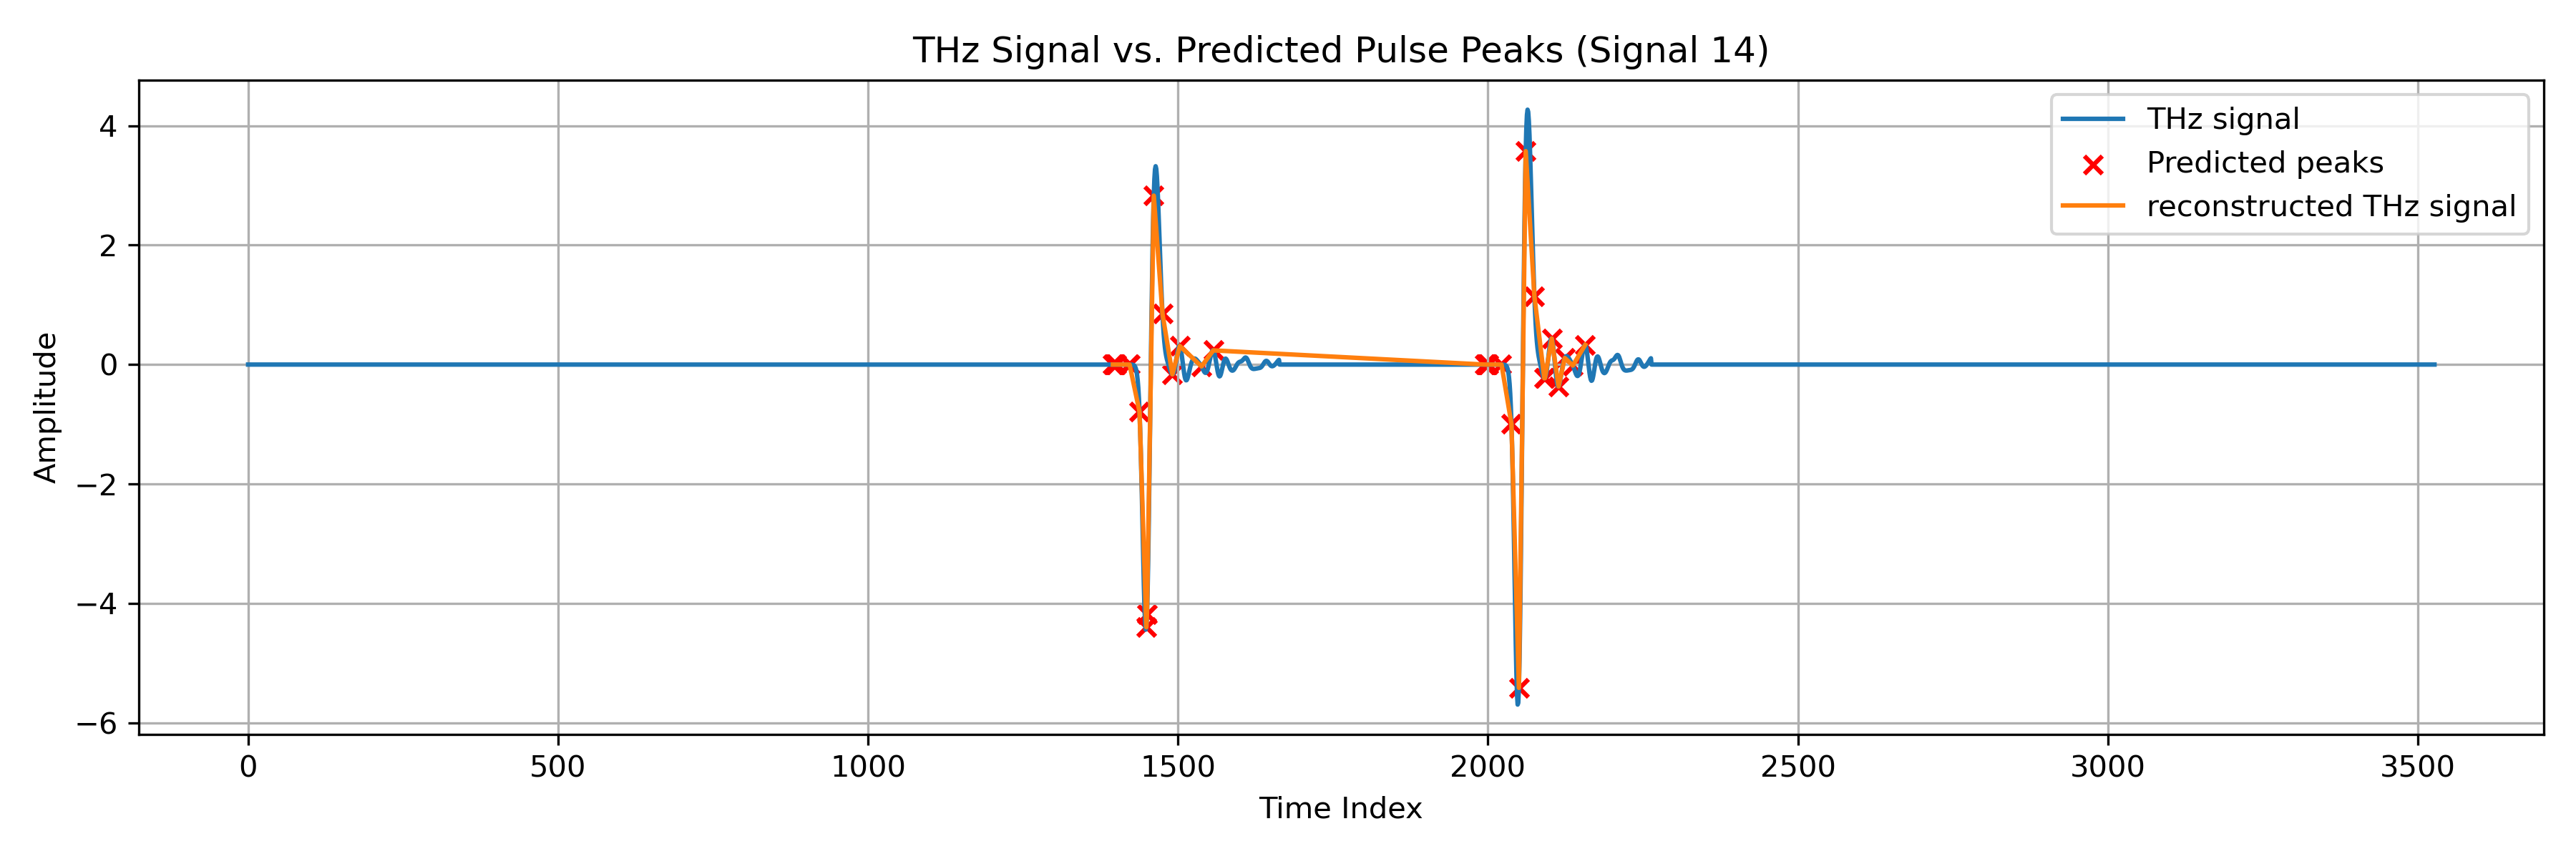 THz Signal vs. Predicted Pulse Peaks (Signal 14)
THz signal
Predicted peaks
reconstructed THz signal
Amplitude
4
2
0
−2
−4
−6
0 500 1000 1500 2000 2500 3000 3500
Time Index